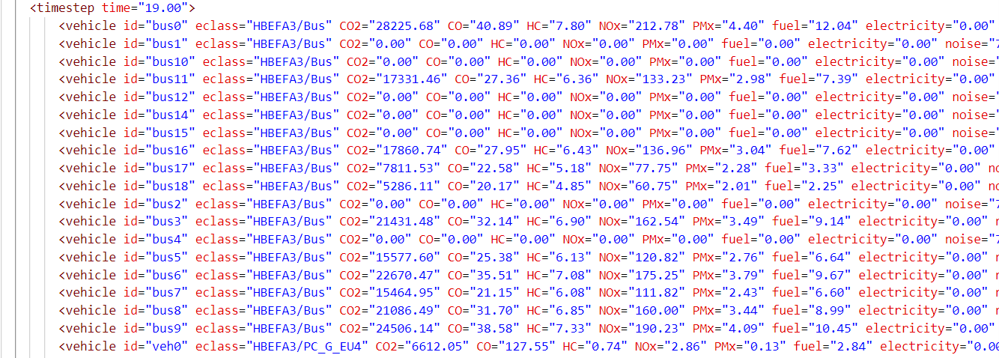 <timestep time="19.00">
<vehicle id="bus0" eclass="HBEFA3/Bus" CO2="28225.68" CO="40.89" HC="7.80" NOx="212.78" PMx="4.40" fuel="12.04" electricity="0.00"
<vehicle id="bus1" eclass="HBEFA3/Bus" CO2="0.00" CO="0.00" HC="0.00" NOx="0.00" PMx="0.00" fuel="0.00" electricity="0.00" noise="7
<vehicle id="bus10" eclass="HBEFA3/Bus" CO2="0.00" CO="0.00" HC="0.00" NOx="0.00" PMx="0.00" fuel="0.00" electricity="0.00" noise="
<vehicle id="bus11" eclass="HBEFA3/Bus" CO2="17331.46" CO="27.36" HC="6.36" NOx="133.23" PMx="2.98" fuel="7.39" electricity="0.00"
<vehicle id="bus12" eclass="HBEFA3/Bus" CO2="0.00" CO="0.00" HC="0.00" NOx="0.00" PMx="0.00" fuel="0.00" electricity="0.00" noise="
<vehicle id="bus14" eclass="HBEFA3/Bus" CO2="0.00" CO="0.00" HC="0.00" NOx="0.00" PMx="0.00" fuel="0.00" electricity="0.00" noise="
<vehicle id="bus15" eclass="HBEFA3/Bus" CO2="0.00" CO="0.00" HC="0.00" NOx="0.00" PMx="0.00" fuel="0.00" electricity="0.00" noise="
<vehicle id="bus16" eclass="HBEFA3/Bus" CO2="17860.74" CO="27.95" HC="6.43" NOx="136.96" PMx="3.04" fuel="7.62" electricity="0.00"
<vehicle id="bus17" eclass="HBEFA3/Bus" CO2="7811.53" CO="22.58" HC="5.18" NOx="77.75" PMx="2.28" fuel="3.33" electricity="0.00" no
<vehicle id="bus18" eclass="HBEFA3/Bus" CO2="5286.11" CO="20.17" HC="4.85" NOx="60.75" PMx="2.01" fuel="2.25" electricity="0.00" no
<vehicle id="bus2" eclass="HBEFA3/Bus" CO2="0.00" CO="0.00" HC="0.00" NOx="0.00" PMx="0.00" fuel="0.00" electricity="0.00" noise="7
<vehicle id="bus3" eclass="HBEFA3/Bus" CO2="21431.48" CO="32.14" HC="6.90" NOx="162.54" PMx="3.49" fuel="9.14" electricity="0.00" n
<vehicle id="bus4" eclass="HBEFA3/Bus" CO2="0.00" CO="0.00" HC="0.00" NOx="0.00" PMx="0.00" fuel="0.00" electricity="0.00" noise="7
<vehicle id="bus5" eclass="HBEFA3/Bus" CO2="15577.60" CO="25.38" HC="6.13" NOx="120.82" PMx="2.76" fuel="6.64" electricity="0.00" n
<vehicle id="bus6" eclass="HBEFA3/Bus" CO2="22670.47" CO="35.51" HC="7.08" NOx="175.25" PMx="3.79" fuel="9.67" electricity="0.00" n
<vehicle id="bus7" eclass="HBEFA3/Bus" CO2="15464.95" CO="21.15" HC="6.08" NOx="111.82" PMx="2.43" fuel="6.60" electricity="0.00" n
<vehicle id="bus8" eclass="HBEFA3/Bus" CO2="21086.49" CO="31.70" HC="6.85" NOx="160.00" PMx="3.44" fuel="8.99" electricity="0.00" n
<vehicle id="bus9" eclass="HBEFA3/Bus" CO2="24506.14" CO="38.58" HC="7.33" NOx="190.23" PMx="4.09" fuel="10.45" electricity="0.00"
<vehicle id="veh0" eclass="HBEFA3/PC_G_EU4" CO2="6612.05" CO="127.55" HC="0.74" NOx="2.86" PMx="0.13" fuel="2.84" electricity="0.00